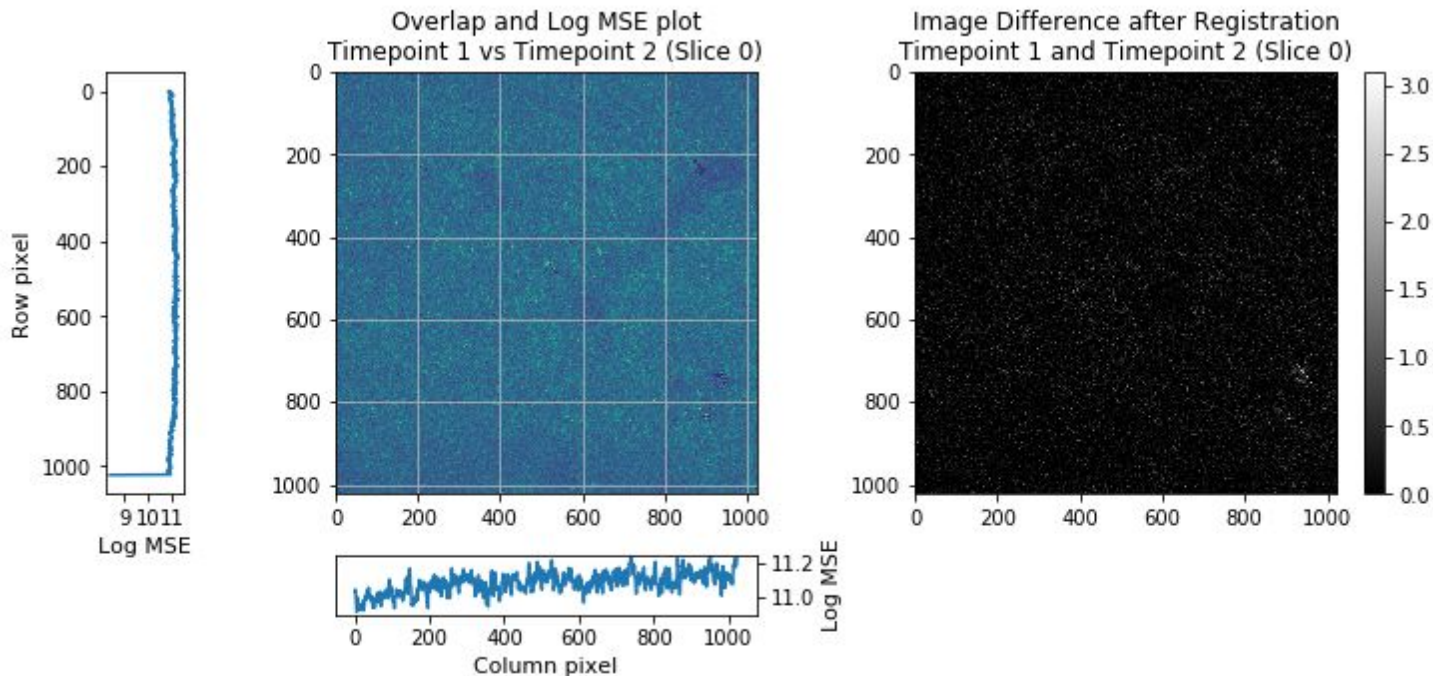 Overlap and Log MSE plot
Timepoint 1 vs Timepoint 2 (Slice 0)
Image Difference after Registration
Timepoint 1 and Timepoint 2 (Slice 0)
0
200
400
600
800
1000
Row pixel
9 10 11
Log MSE
0
200
400
600
800
1000
0 200 400 600 800 1000
0
200
400
600
800
1000
0 200 400 600 800 1000
3.0
2.5
2.0
1.5
1.0
0.5
0.0
11.2
11.0
Log MSE
0 200 400 600 800 1000
Column pixel